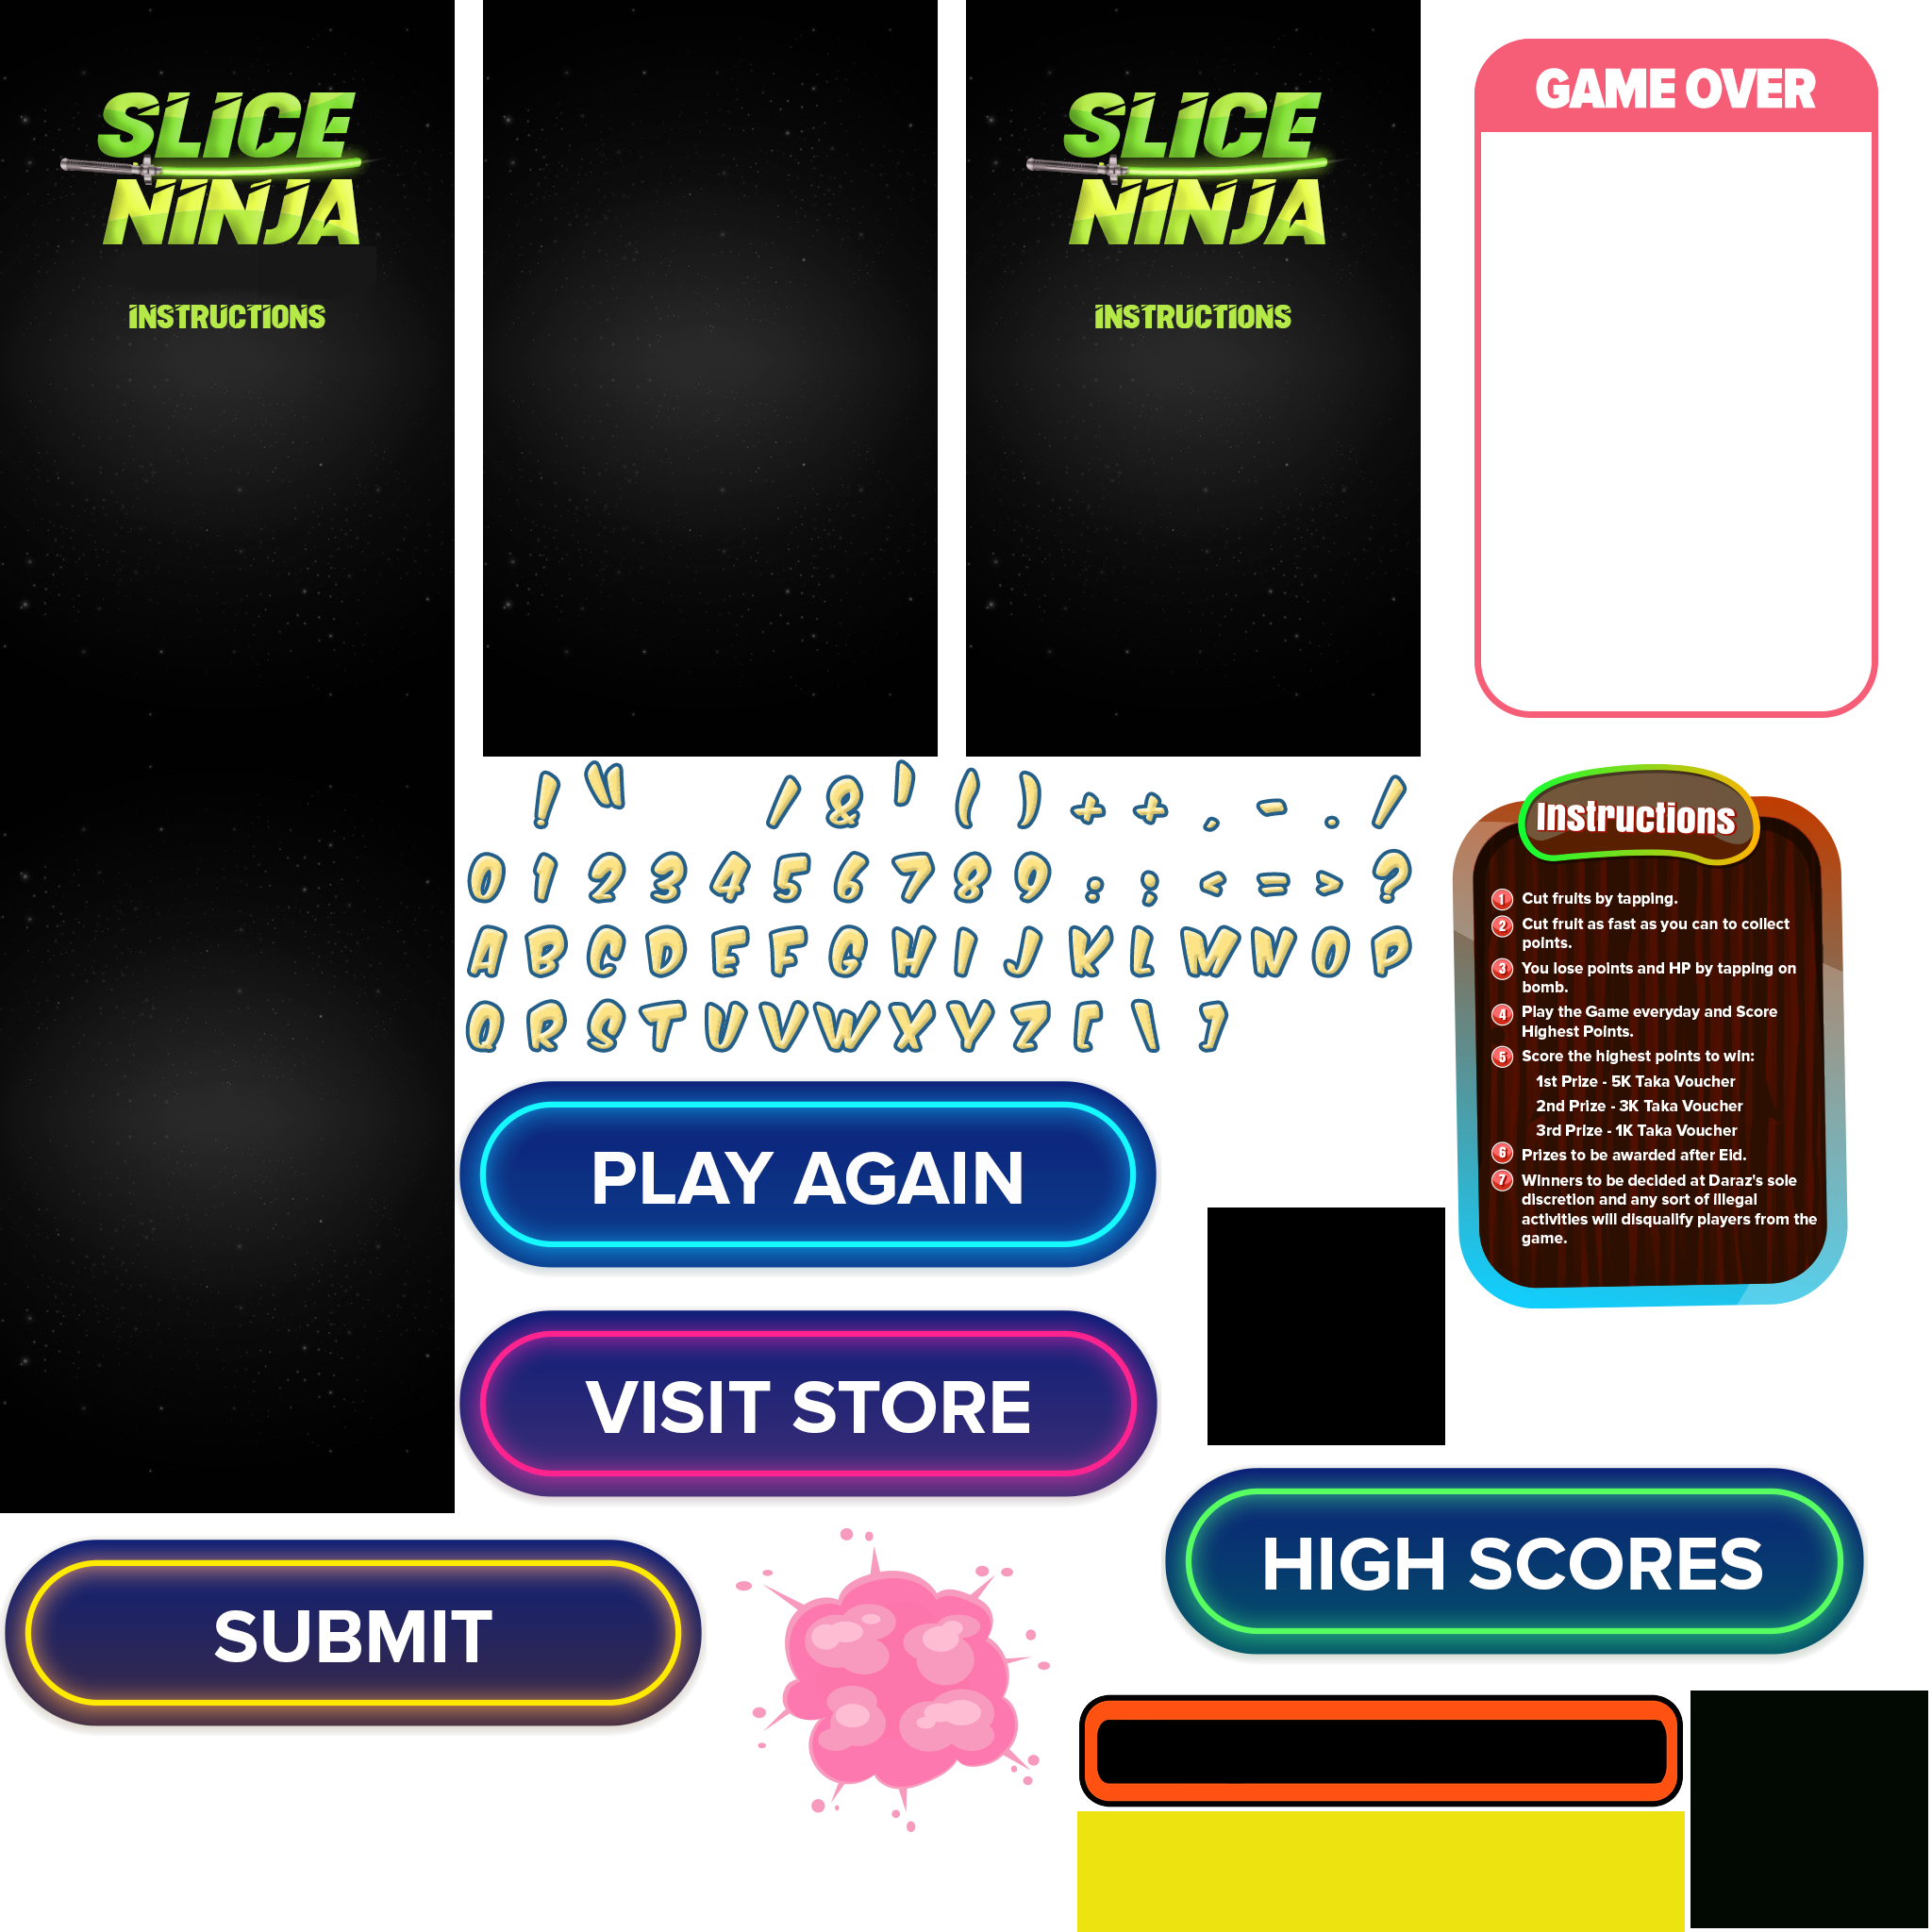 SLICE
NINJA
INSTRUCTIONS
SLICE
NINJA
INSTRUCTIONS
GAME OVER
! " / & ' ( ) + + , - . /
0 1 2 3 4 5 6 7 8 9 : ; < = > ?
A B C D E F G H I J K L M N O P
Q R S T U V W X Y Z [ \ ]
Instructions
1 Cut fruits by tapping.
2 Cut fruit as fast as you can to collect
points.
3 You lose points and HP by tapping on
bomb.
4 Play the Game everyday and Score
Highest Points.
5 Score the highest points to win:
1st Prize - 5K Taka Voucher
2nd Prize - 3K Taka Voucher
3rd Prize - 1K Taka Voucher
6 Prizes to be awarded after Eid.
7 Winners to be decided at Daraz's sole
discretion and any sort of illegal
activities will disqualify players from the
game.
PLAY AGAIN
VISIT STORE
HIGH SCORES
SUBMIT